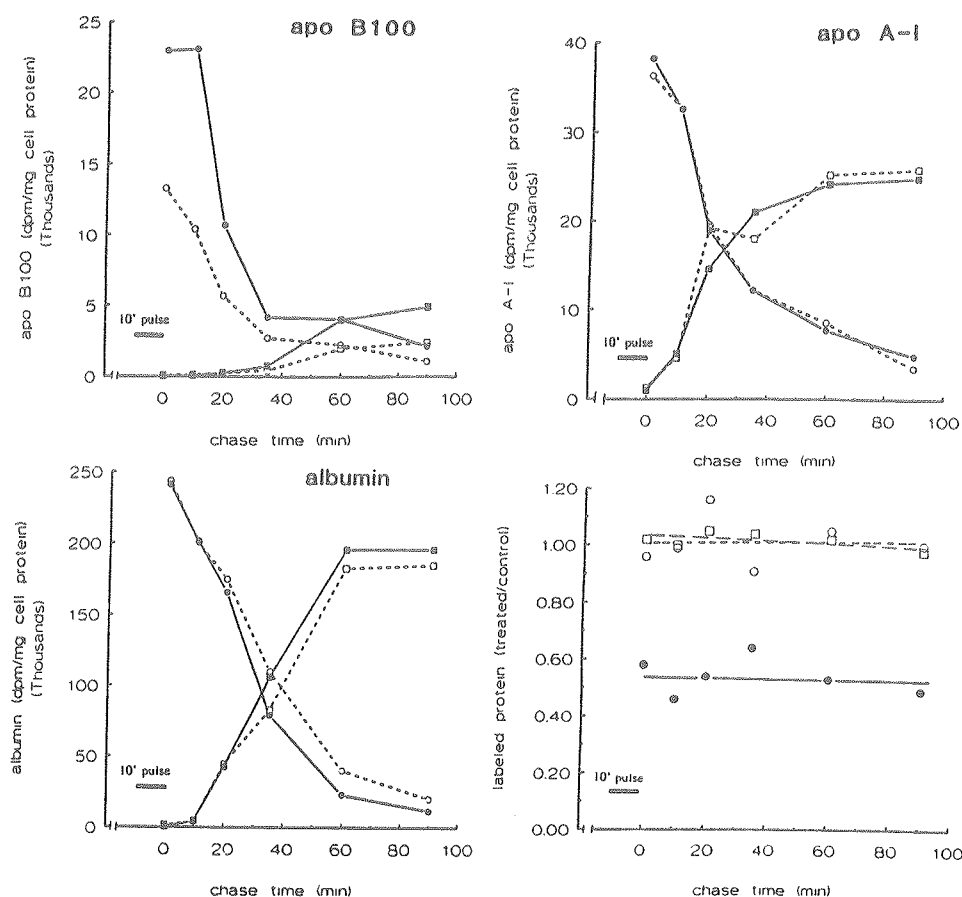 apo B100
apo B100 (dpm/mg cell protein)
(Thousands)
25
20
15
10
5
0
10' pulse
0 20 40 60 80 100
chase time (min)
apo A-I
apo A-I (dpm/mg cell protein)
(Thousands)
40
30
20
10
0
10' pulse
0 20 40 60 80 100
chase time (min)
albumin
albumin (dpm/mg cell protein)
(Thousands)
250
200
150
100
50
0
10' pulse
0 20 40 60 80 100
chase time (min)
labeled protein (treated/control)
1.20
1.00
0.80
0.60
0.40
0.20
0.00
10' pulse
0 20 40 60 80 100
chase time (min)